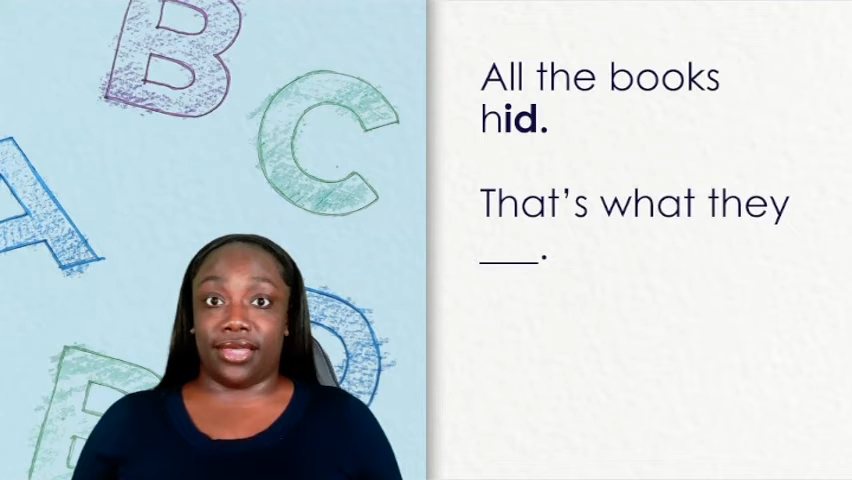 B
C
A
D
All the books
hid.
That's what they
___.